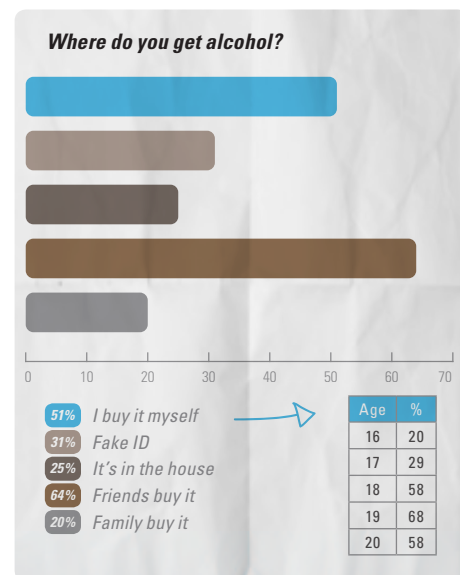 Where do you get alcohol?
0 10 20 30 40 50 60 70
51% I buy it myself
31% Fake ID
25% It's in the house
64% Friends buy it
20% Family buy it
Age %
16 20
17 29
18 58
19 68
20 58